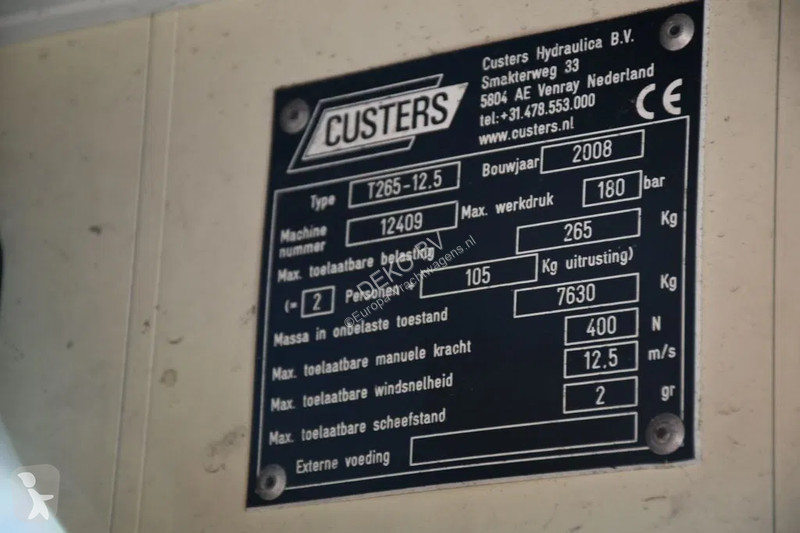 CUSTERS
Custers Hydraulica B.V.
Smakterweg 33
5804 AE Venray Nederland
tel:+31.478.553.000
www.custers.nl
CE
Type T265-12.5 Bouwjaar 2008
Machine nummer 12409 Max. werkdruk 180 bar
Max. toelaatbare belasting 265 Kg
(= 2 Personen + 105 Kg uitrusting)
Massa in onbelaste toestand 7630 Kg
Max. toelaatbare manuele kracht 400 N
Max. toelaatbare windsnelheid 12.5 m/s
Max. toelaatbare scheefstand 2 gr
Externe voeding
DEKO BV